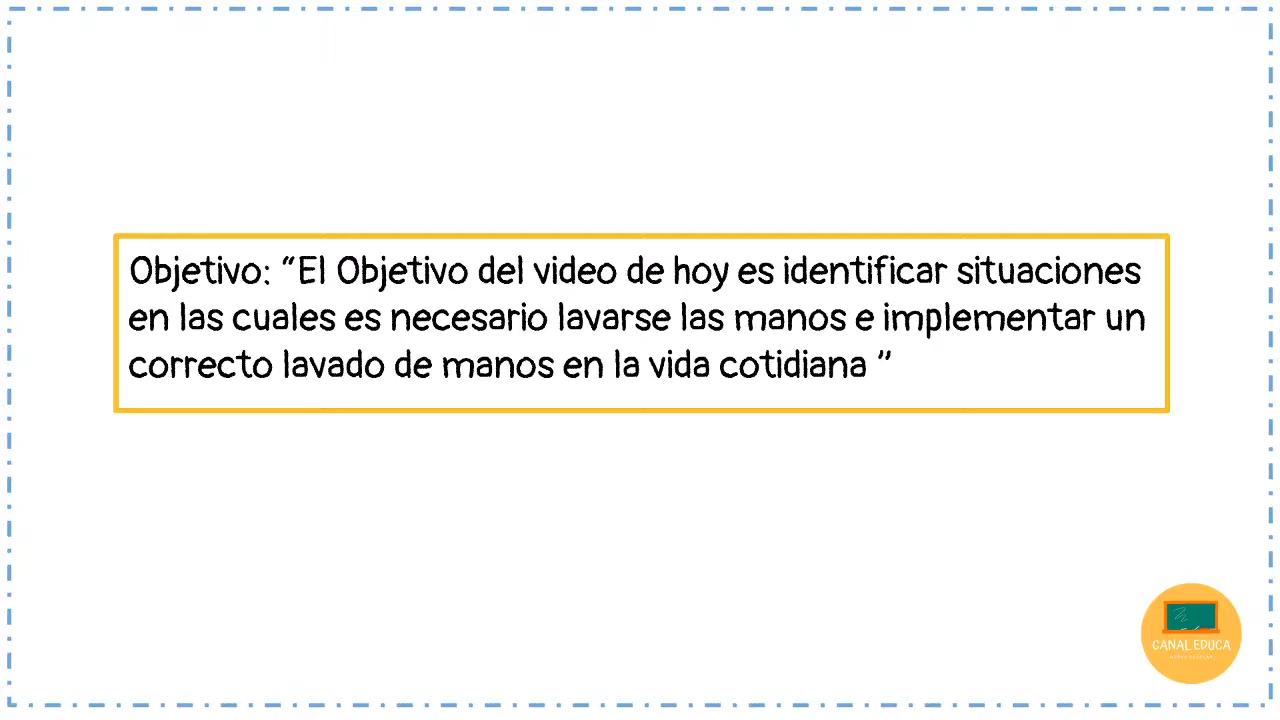 Objetivo: “El Objetivo del video de hoy es identificar situaciones
en las cuales es necesario lavarse las manos e implementar un
correcto lavado de manos en la vida cotidiana ”
CANAL EDUCA